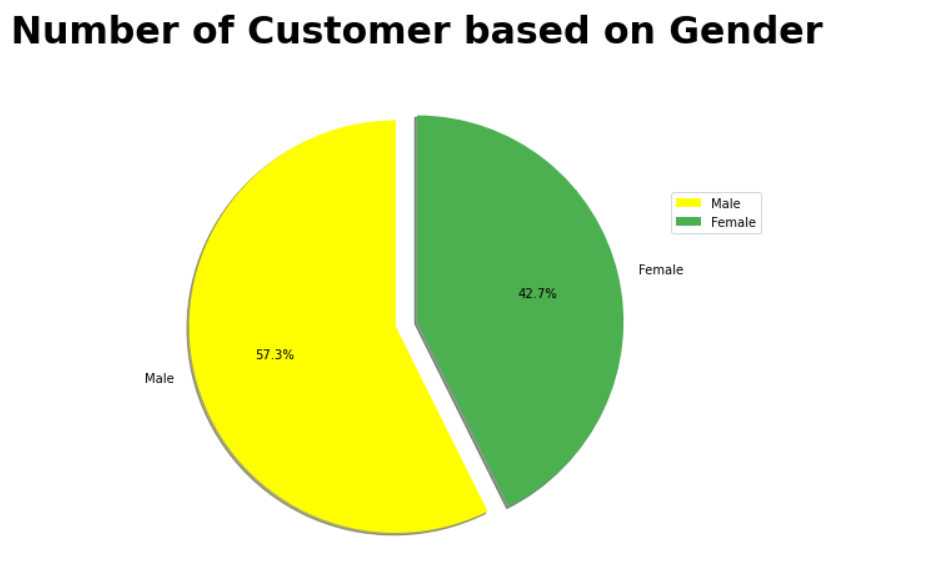 Number of Customer based on Gender
Male
Female
Female
42.7%
57.3%
Male